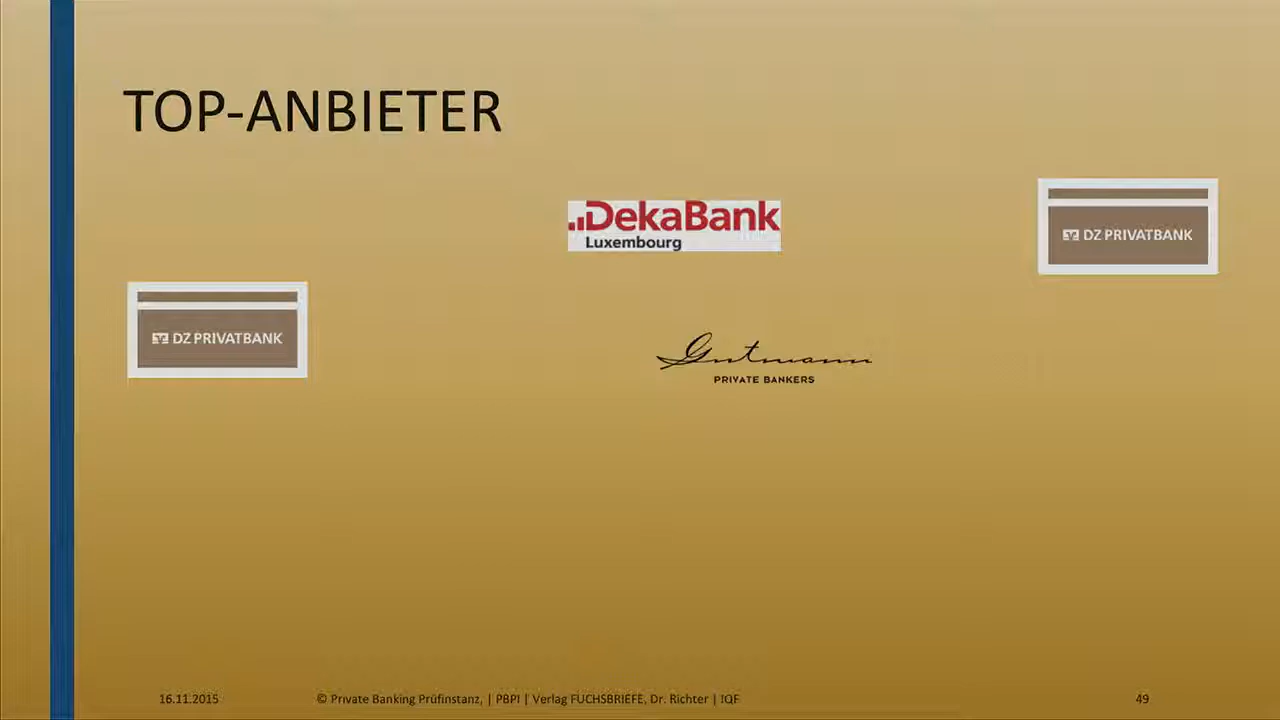 TOP-ANBIETER
DekaBank
Luxembourg
DZ PRIVATBANK
DZ PRIVATBANK
Gutmann
PRIVATE BANKERS
16.11.2015
© Private Banking Prüfinstanz, | PBPI | Verlag FUCHSBRIEFE, Dr. Richter | IQF
49